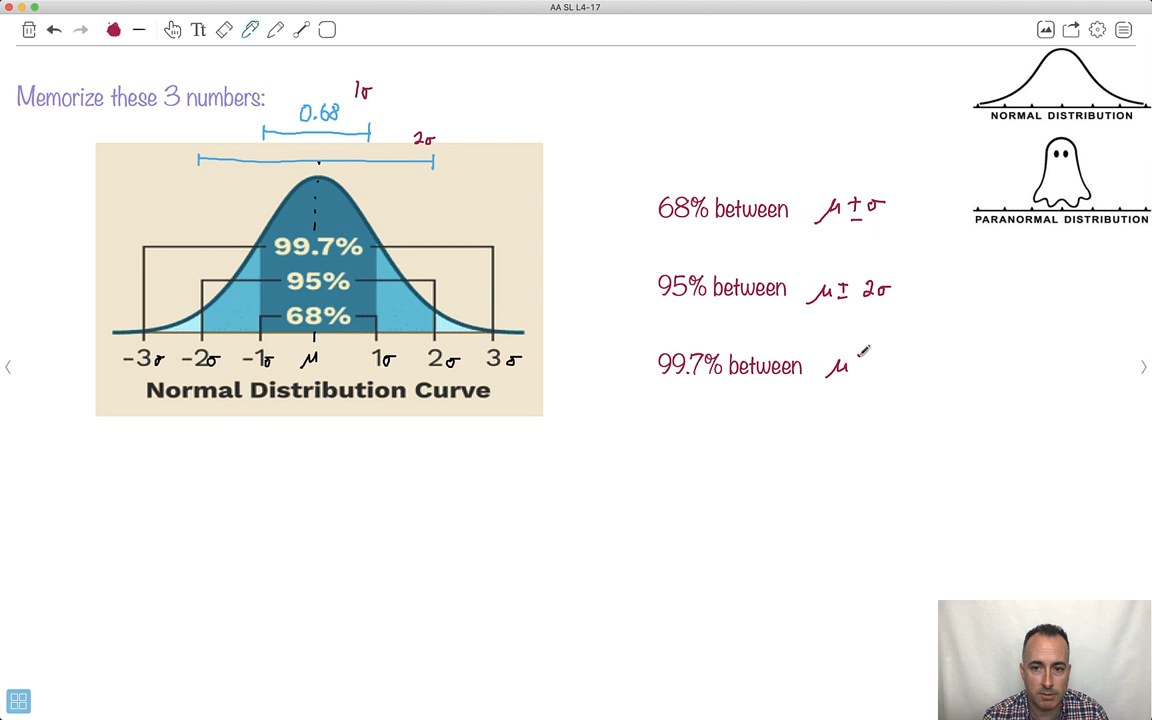 AA SL L4-17
Tt
Memorize these 3 numbers:
1σ
0.68
2σ
99.7%
95%
68%
-3σ -2σ -1σ μ 1σ 2σ 3σ
Normal Distribution Curve
68% between μ ± σ
95% between μ ± 2σ
99.7% between μ
NORMAL DISTRIBUTION
PARANORMAL DISTRIBUTION